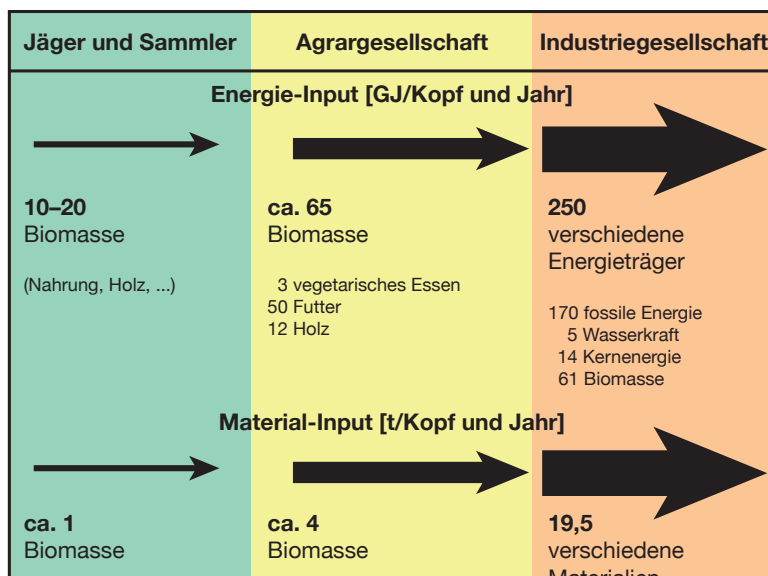 Jäger und Sammler
Agrargesellschaft
Industriegesellschaft
Energie-Input [GJ/Kopf und Jahr]
10–20
Biomasse
(Nahrung, Holz, ...)
ca. 65
Biomasse
3 vegetarisches Essen
50 Futter
12 Holz
250
verschiedene
Energieträger
170 fossile Energie
5 Wasserkraft
14 Kernenergie
61 Biomasse
Material-Input [t/Kopf und Jahr]
ca. 1
Biomasse
ca. 4
Biomasse
19,5
verschiedene
Materialien